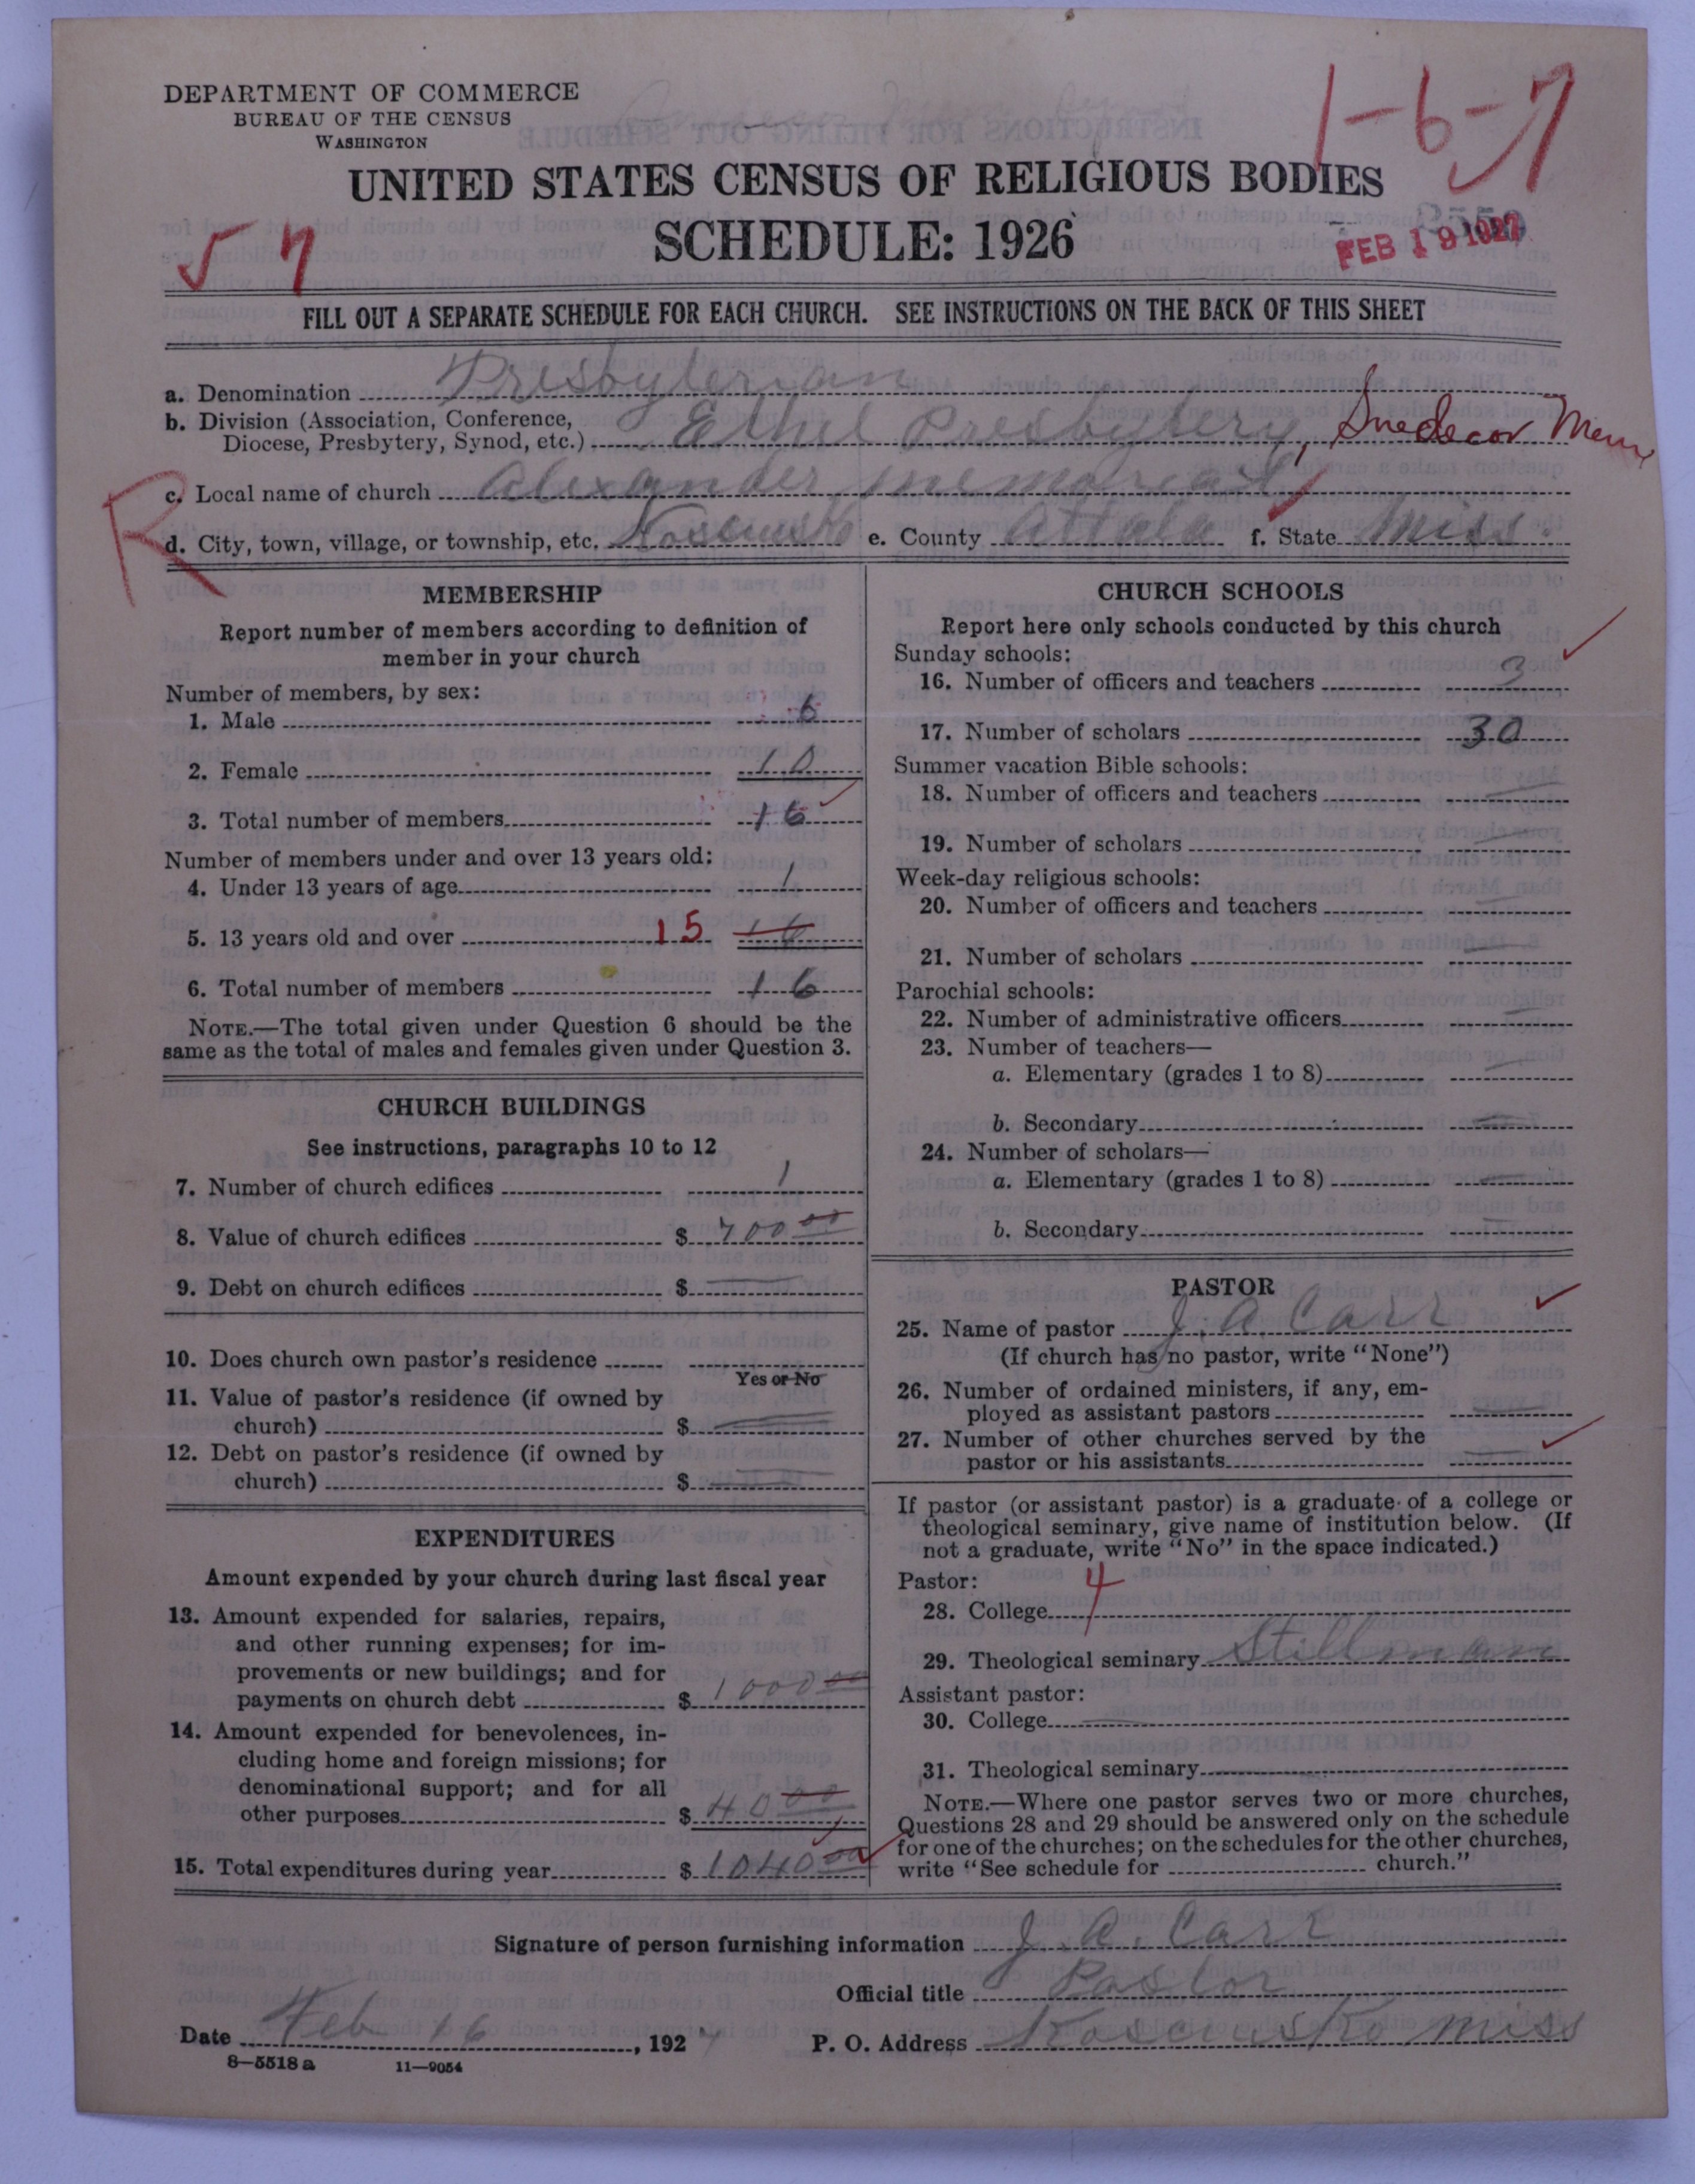 DEPARTMENT OF COMMERCE
BUREAU OF THE CENSUS
WASHINGTON
1-6-7
UNITED STATES CENSUS OF RELIGIOUS BODIES
57
SCHEDULE: 1926
FEB 19 1927
FILL OUT A SEPARATE SCHEDULE FOR EACH CHURCH. SEE INSTRUCTIONS ON THE BACK OF THIS SHEET
a. Denomination Presbyterian
b. Division (Association, Conference,
Diocese, Presbytery, Synod, etc.) Ethel Presbytery, Snedecor Mem
R
c. Local name of church Alexander memorial
d. City, town, village, or township, etc. Kosciusko e. County Attala f. State Miss.
MEMBERSHIP
Report number of members according to definition of
member in your church
Number of members, by sex:
1. Male 6
2. Female 10
3. Total number of members 16
Number of members under and over 13 years old:
4. Under 13 years of age 1
5. 13 years old and over 15 16
6. Total number of members 16
NOTE.—The total given under Question 6 should be the
same as the total of males and females given under Question 3.
CHURCH BUILDINGS
See instructions, paragraphs 10 to 12
7. Number of church edifices 1
8. Value of church edifices $ 700 00
9. Debt on church edifices $
10. Does church own pastor's residence
Yes or No
11. Value of pastor's residence (if owned by
church) $
12. Debt on pastor's residence (if owned by
church) $
EXPENDITURES
Amount expended by your church during last fiscal year
13. Amount expended for salaries, repairs,
and other running expenses; for im-
provements or new buildings; and for
payments on church debt $ 1000 00
14. Amount expended for benevolences, in-
cluding home and foreign missions; for
denominational support; and for all
other purposes $ 40 00
15. Total expenditures during year $ 1040 00
CHURCH SCHOOLS
Report here only schools conducted by this church
Sunday schools:
16. Number of officers and teachers 3
17. Number of scholars 30
Summer vacation Bible schools:
18. Number of officers and teachers
19. Number of scholars
Week-day religious schools:
20. Number of officers and teachers
21. Number of scholars
Parochial schools:
22. Number of administrative officers
23. Number of teachers—
a. Elementary (grades 1 to 8)
b. Secondary
24. Number of scholars—
a. Elementary (grades 1 to 8)
b. Secondary
PASTOR
25. Name of pastor J. A. Carr
(If church has no pastor, write "None")
26. Number of ordained ministers, if any, em-
ployed as assistant pastors
27. Number of other churches served by the
pastor or his assistants
If pastor (or assistant pastor) is a graduate of a college or
theological seminary, give name of institution below. (If
not a graduate, write "No" in the space indicated.)
Pastor:
28. College 4
29. Theological seminary Stillman
Assistant pastor:
30. College
31. Theological seminary
NOTE.—Where one pastor serves two or more churches,
Questions 28 and 29 should be answered only on the schedule
for one of the churches; on the schedules for the other churches,
write "See schedule for church."
Signature of person furnishing information J. A. Carr
Official title Pastor
Date Feb 16, 1927 P. O. Address Kosciusko Miss
8—5518 a 11—9054